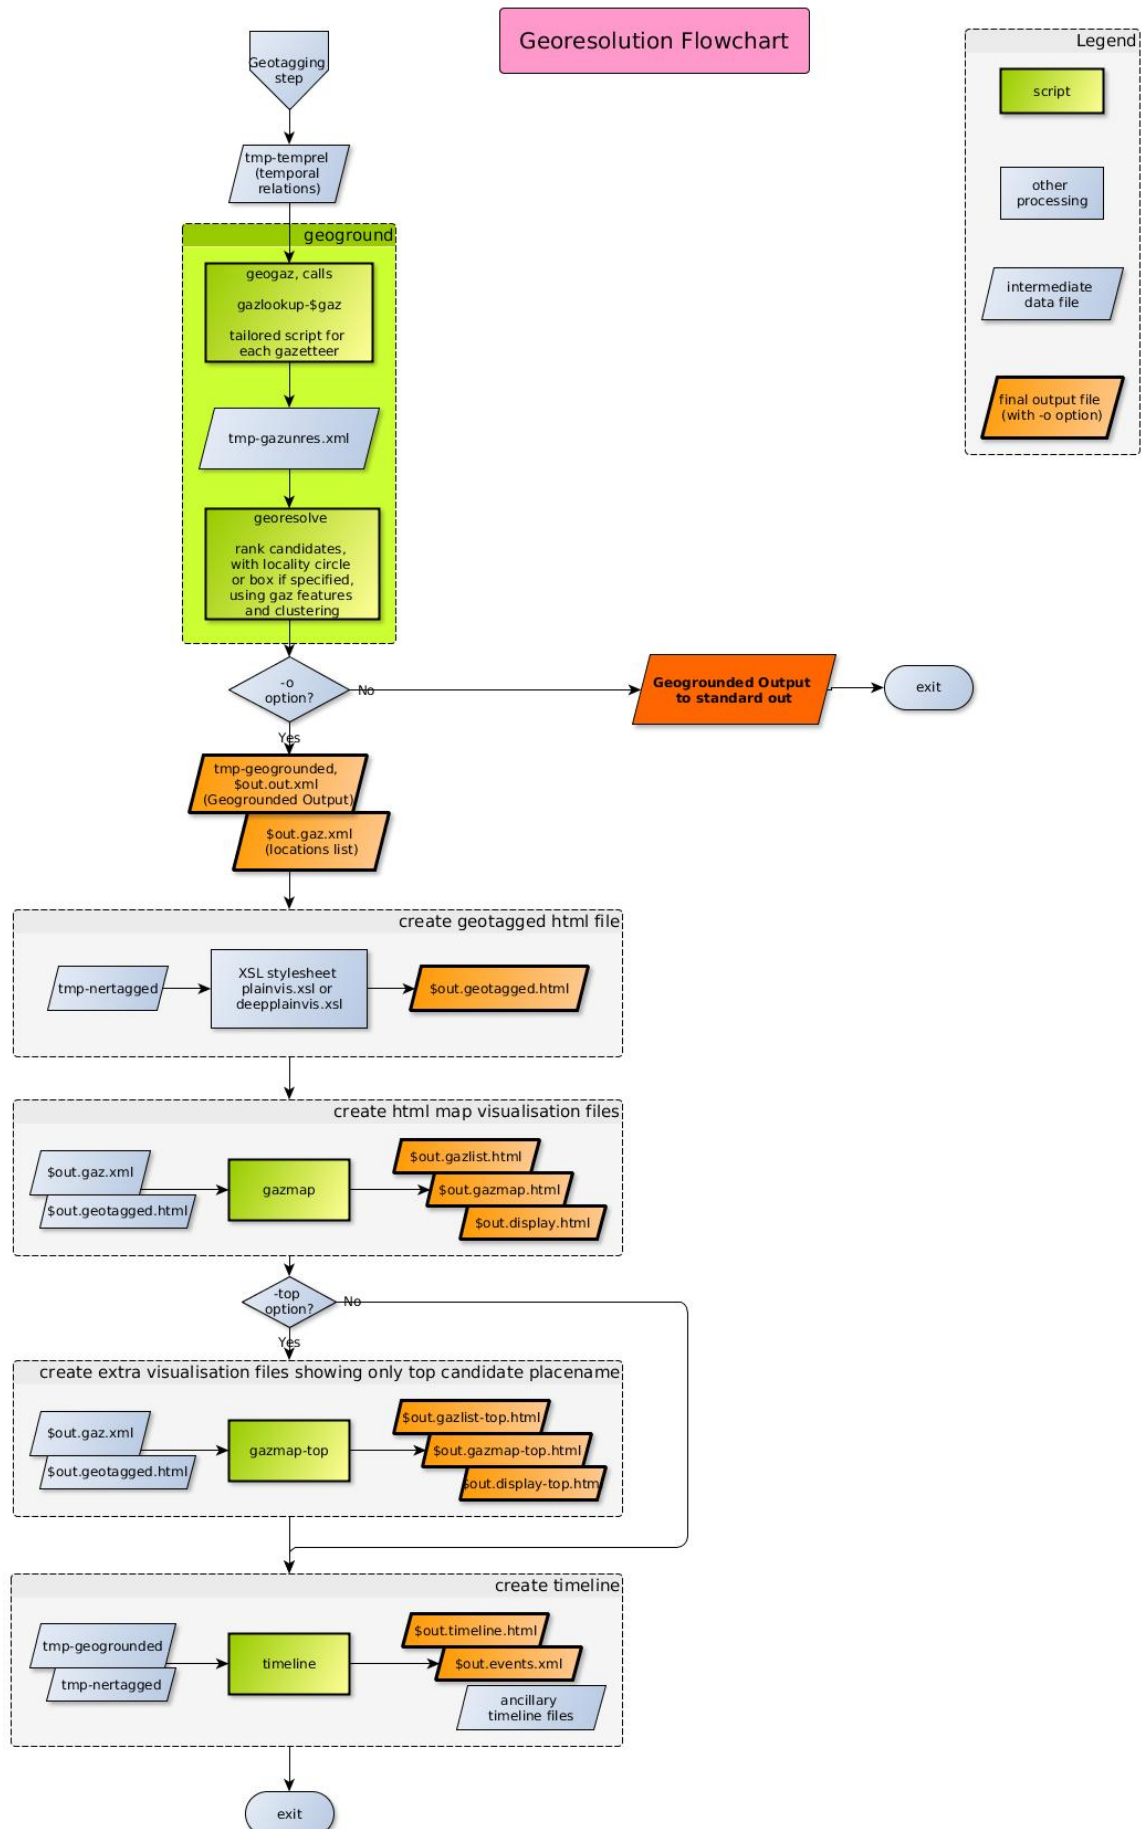 Georesolution Flowchart
Legend
script
other
processing
intermediate
data file
final output file
(with -o option)
Geotagging
step
tmp-temprel
(temporal
relations)
geoground
geogaz, calls
gazlookup-$gaz
tailored script for
each gazetteer
tmp-gazunres.xml
georesolve
rank candidates,
with locality circle
or box if specified,
using gaz features
and clustering
-o
option?
No
Geogrounded Output
to standard out
exit
Yes
tmp-geogrounded,
$out.out.xml
(Geogrounded Output)
$out.gaz.xml
(locations list)
create geotagged html file
tmp-nertagged
XSL stylesheet
plainvis.xsl or
deepplainvis.xsl
$out.geotagged.html
create html map visualisation files
$out.gaz.xml
$out.geotagged.html
gazmap
$out.gazlist.html
$out.gazmap.html
$out.display.html
-top
option?
No
Yes
create extra visualisation files showing only top candidate placename
$out.gaz.xml
$out.geotagged.html
gazmap-top
$out.gazlist-top.html
$out.gazmap-top.html
$out.display-top.htm
create timeline
tmp-geogrounded
tmp-nertagged
timeline
$out.timeline.html
$out.events.xml
ancillary
timeline files
exit